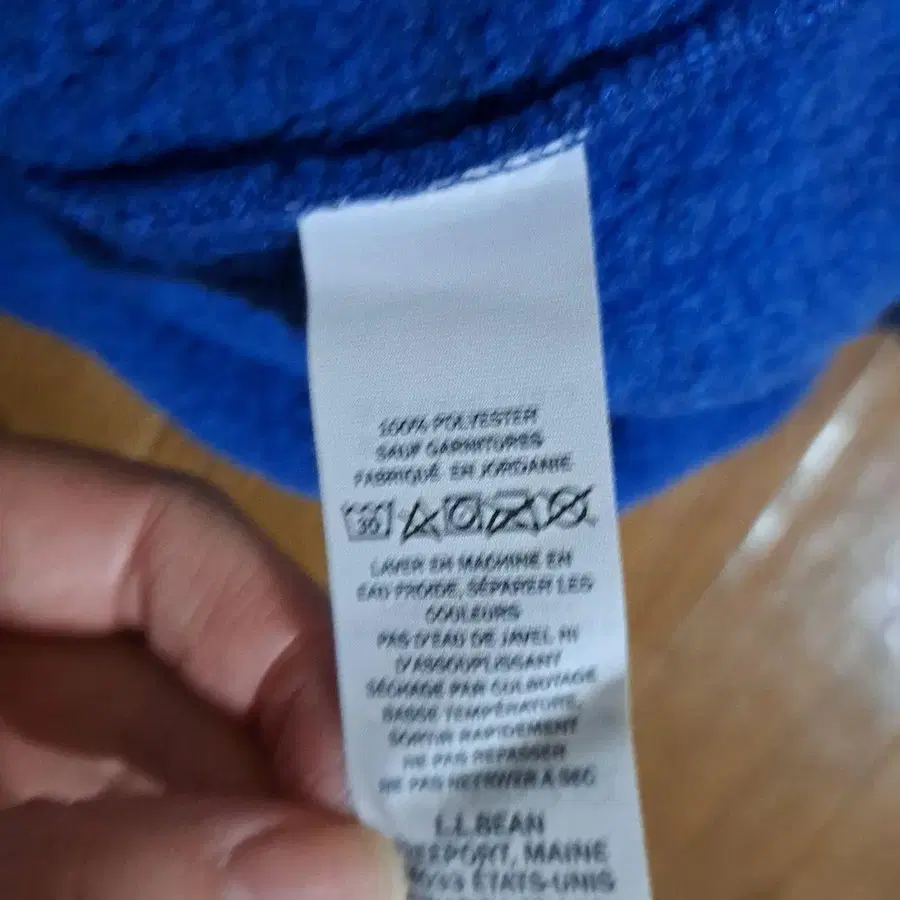 100% POLYESTER
SAUF GARNITURES
FABRIQUÉ EN JORDANIE
30
LAVER EN MACHINE EN
EAU FROIDE, SÉPARER LES
COULEURS
PAS D'EAU DE JAVEL NI
D'ASSOUPLISSANT
SÉCHAGE PAR CULBUTAGE
BASSE TEMPÉRATURE,
SORTIR RAPIDEMENT
NE PAS REPASSER
NE PAS NETTOYER À SEC
L.L.BEAN
MAINE
ÉTATS-UNIS